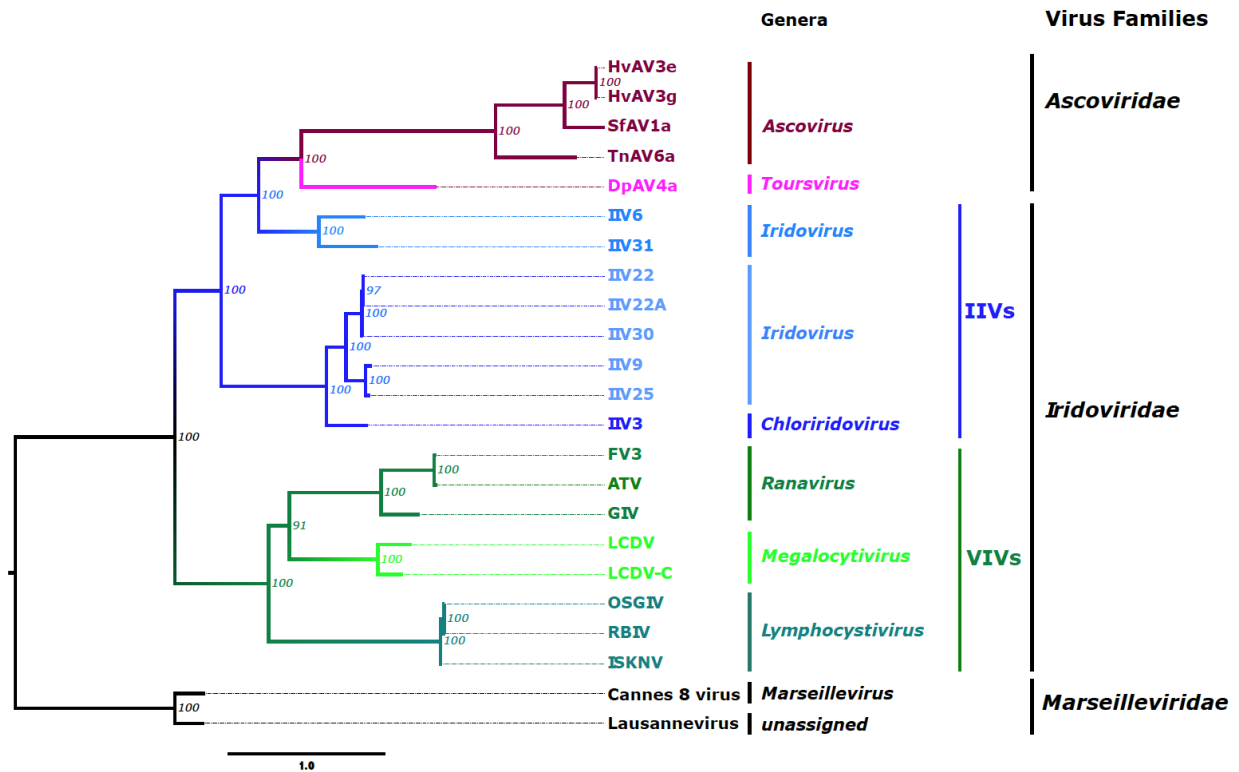 Genera Virus Families
HvAV3e
100
HvAV3g
100
Ascoviridae
SfAV1a Ascovirus
100
TnAV6a
100
DpAV4a Toursvirus
100
IIV6
100 Iridovirus
IIV31
IIV22
100 97
100
IIV22A
IIVs
IIV30 Iridovirus
100
IIV9
100
100
IIV25
Iridoviridae
IIV3 Chloriridovirus
100
FV3
100
ATV Ranavirus
100
GIV
91
LCDV
100 Megalocytivirus VIVs
LCDV-C
100
OSGIV
100
RBIV Lymphocystivirus
100
ISKNV
Cannes 8 virus Marseillevirus
Marseilleviridae
100
Lausannevirus unassigned
1.0